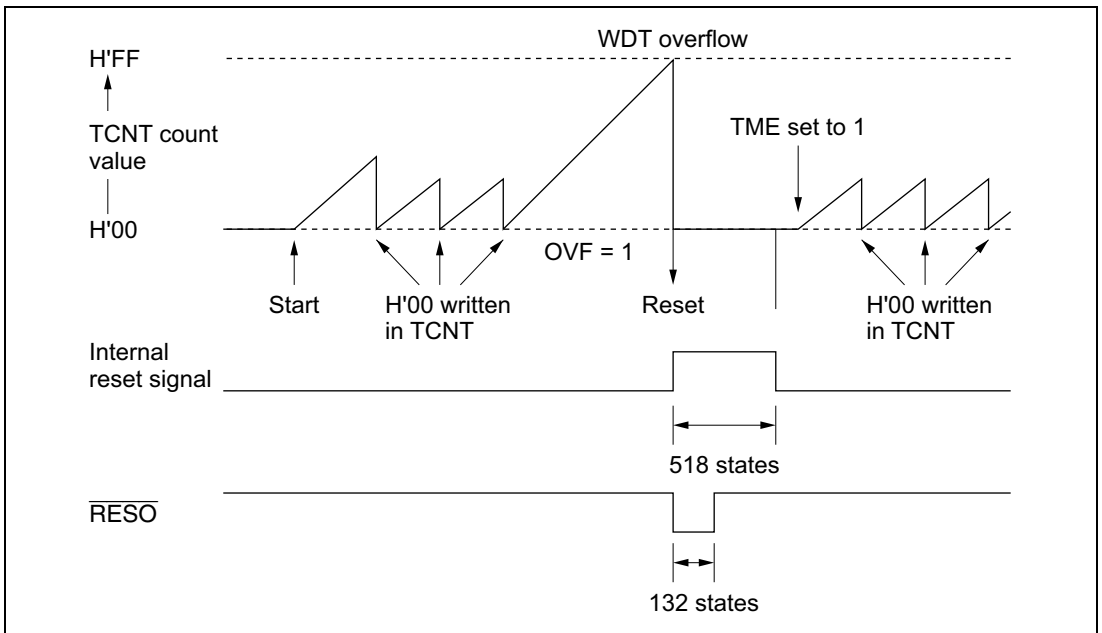 WDT overflow
H'FF
TME set to 1
TCNT count
value
H'00
OVF = 1
Start
H'00 written
in TCNT
Reset
H'00 written
in TCNT
Internal
reset signal
518 states
RESO
132 states